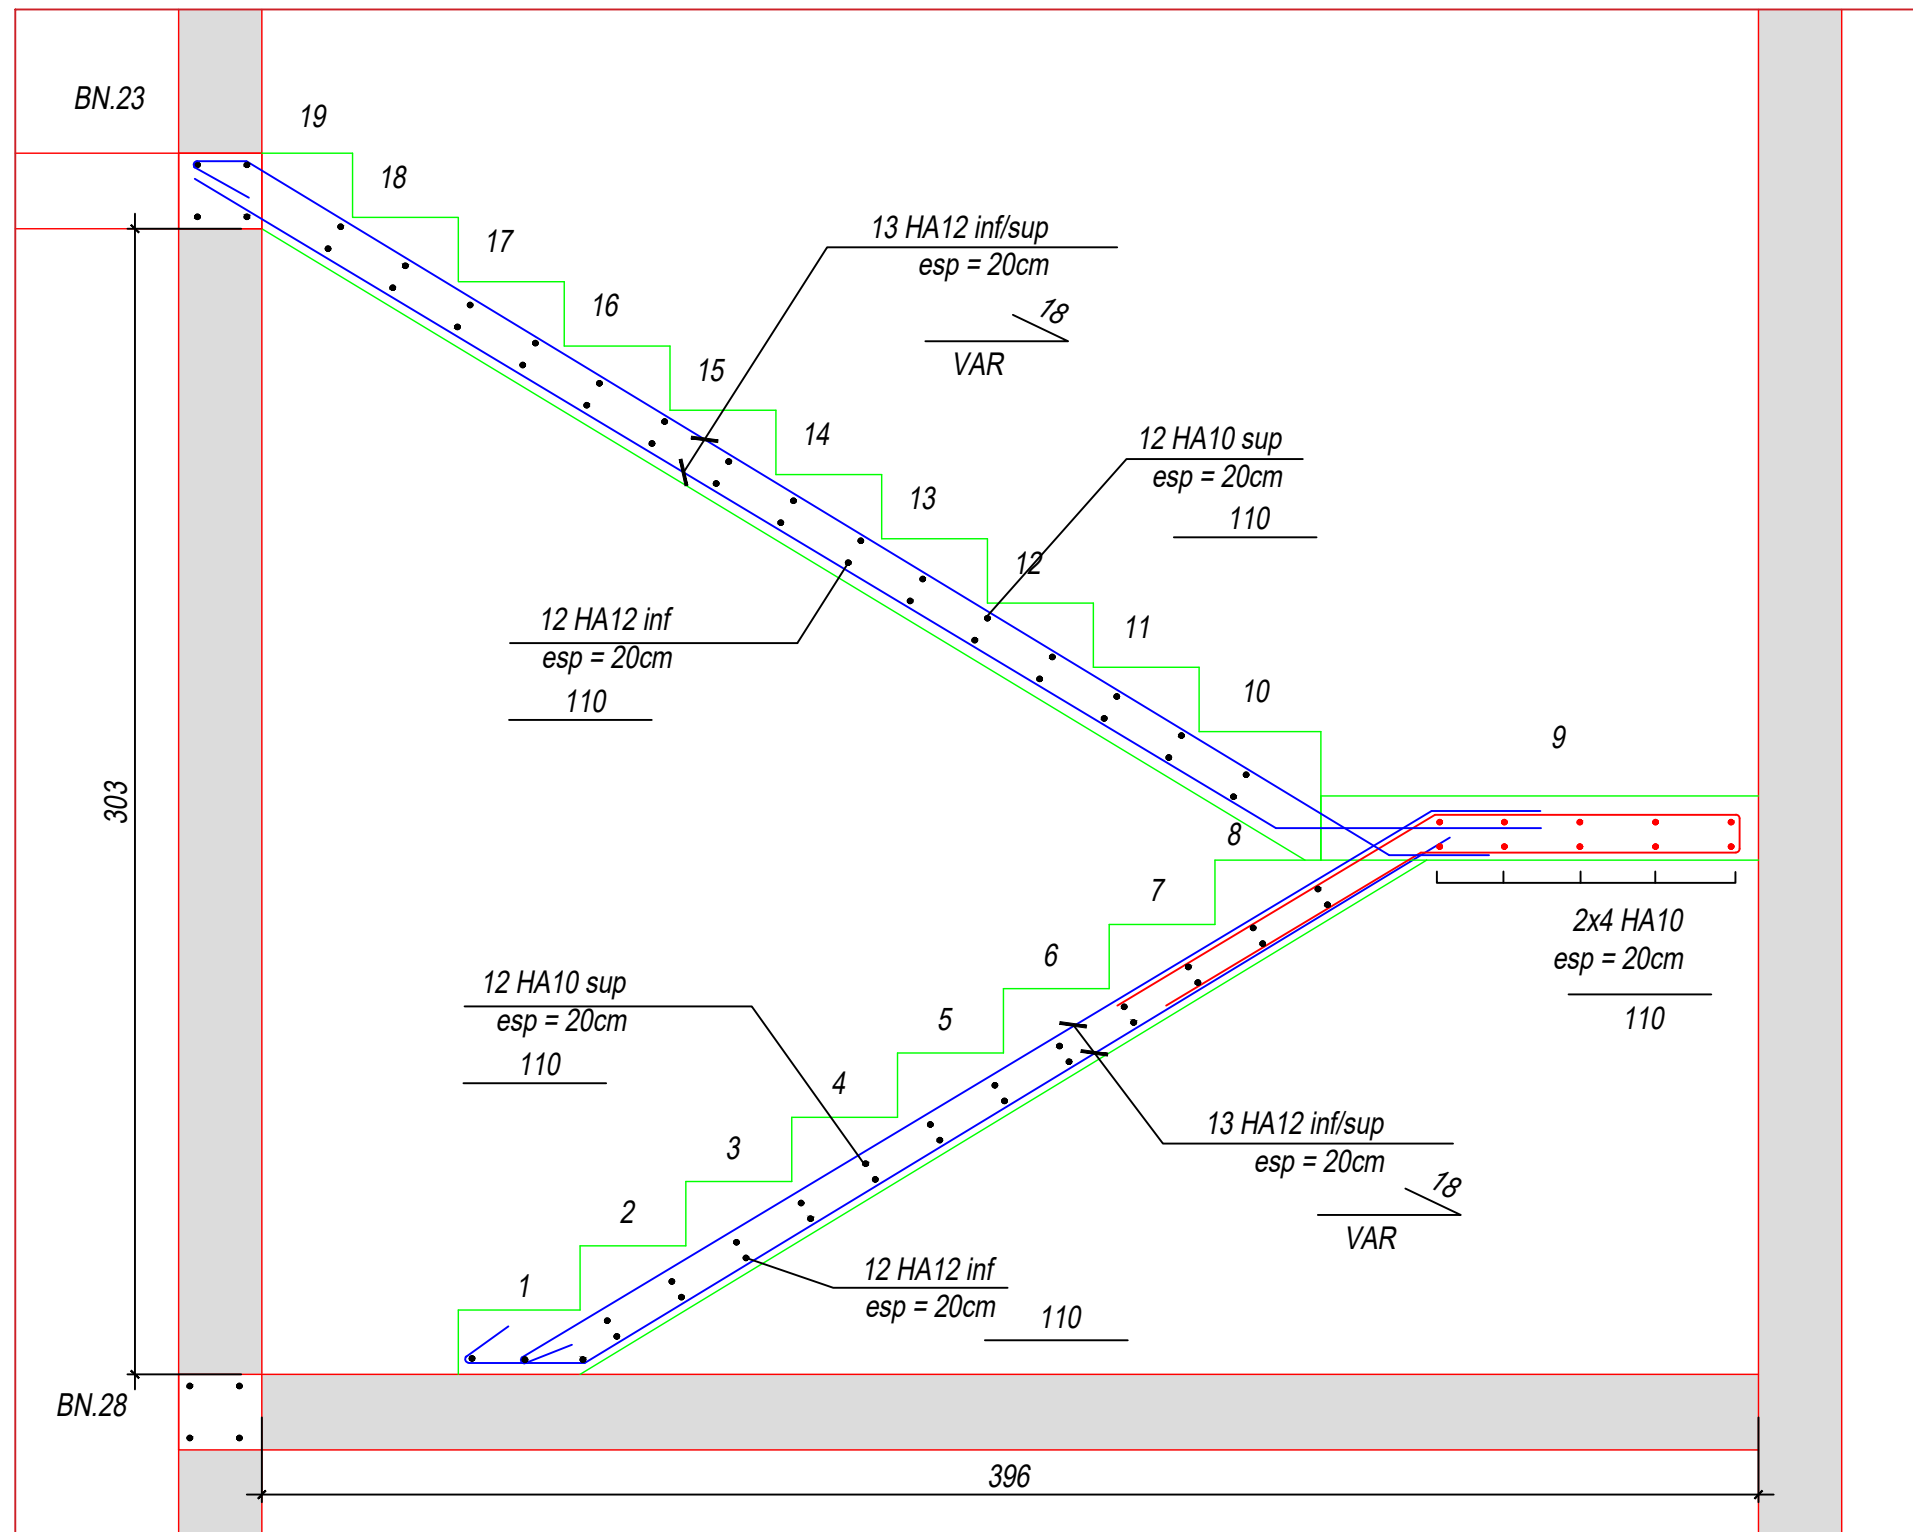 BN.23
19
18
17
16
15
14
13
12
11
10
9
8
7
6
5
4
3
2
1
13 HA12 inf/sup
esp = 20cm
18
VAR
12 HA10 sup
esp = 20cm
110
12 HA12 inf
esp = 20cm
110
303
2x4 HA10
esp = 20cm
110
12 HA10 sup
esp = 20cm
110
13 HA12 inf/sup
esp = 20cm
18
VAR
12 HA12 inf
esp = 20cm
110
BN.28
396